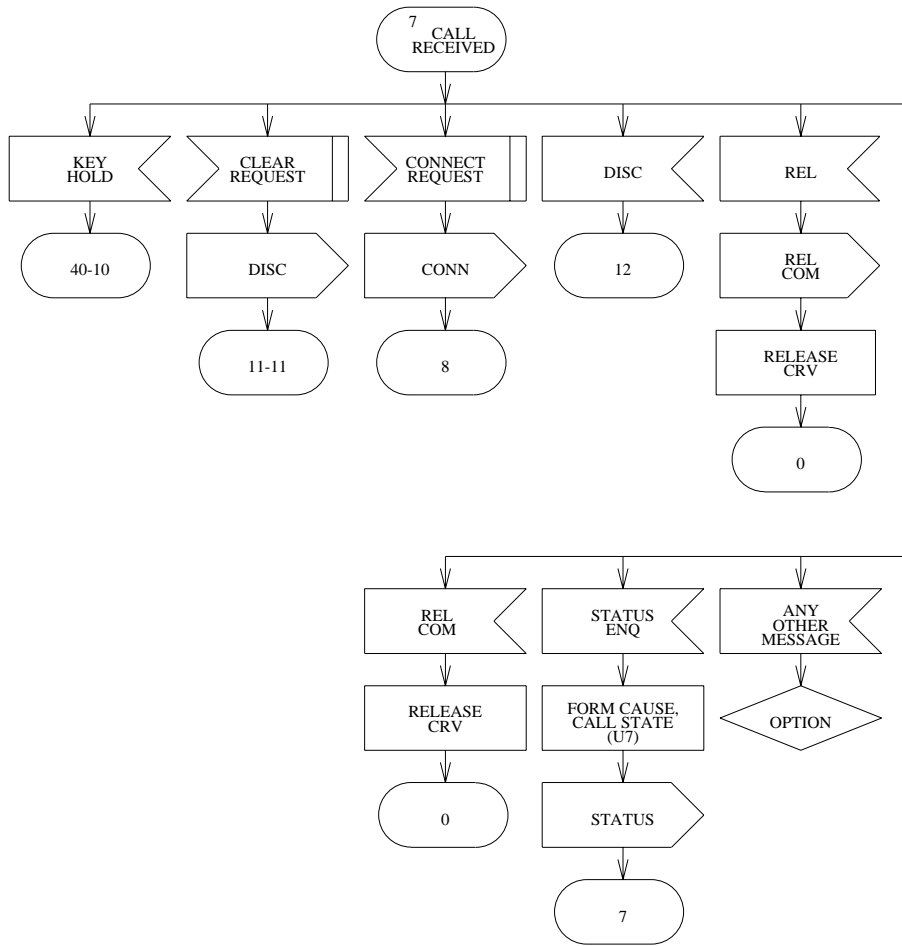 7
CALL
RECEIVED
KEY
HOLD
CLEAR
REQUEST
CONNECT
REQUEST
DISC
REL
40-10
DISC
CONN
12
REL
COM
11-11
8
RELEASE
CRV
0
REL
COM
STATUS
ENQ
ANY
OTHER
MESSAGE
RELEASE
CRV
FORM CAUSE,
CALL STATE
(U7)
OPTION
0
STATUS
7